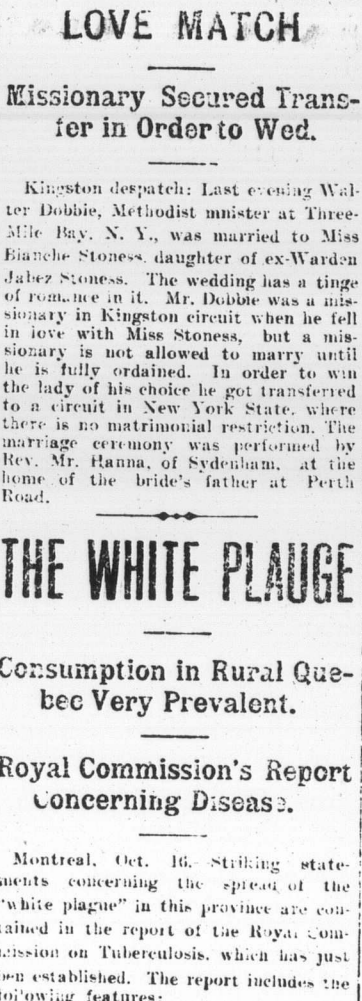 LOVE MATCH
Missionary Secured Trans-
fer in Order to Wed.
Kingston despatch: Last evening Wal-
ter Dobbie, Methodist mnister at Three-
Mile Bay, N. Y., was married to Miss
Blanche Stoness, daughter of ex-Warden
Jabez Stoness. The wedding has a tinge
of romance in it. Mr. Dobbie was a mis-
sionary in Kingston circuit when he fell
in love with Miss Stoness, but a mis-
sionary is not allowed to marry until
he is fully ordained. In order to win
the lady of his choice he got transferred
to a circuit in New York State, where
there is no matrimonial restriction. The
marriage ceremony was performed by
Rev. Mr. Hanna, of Sydenham, at the
home of the bride's father at Perth
Road.
THE WHITE PLAUGE
Consumption in Rural Que-
bec Very Prevalent.
Royal Commission's Report
Concerning Disease.
Montreal, Oct. 16.—Striking state-
ments concerning the spread of the
"white plague" in this province are con-
tained in the report of the Royal Com-
mission on Tuberculosis, which has just
been established. The report includes the
following features: